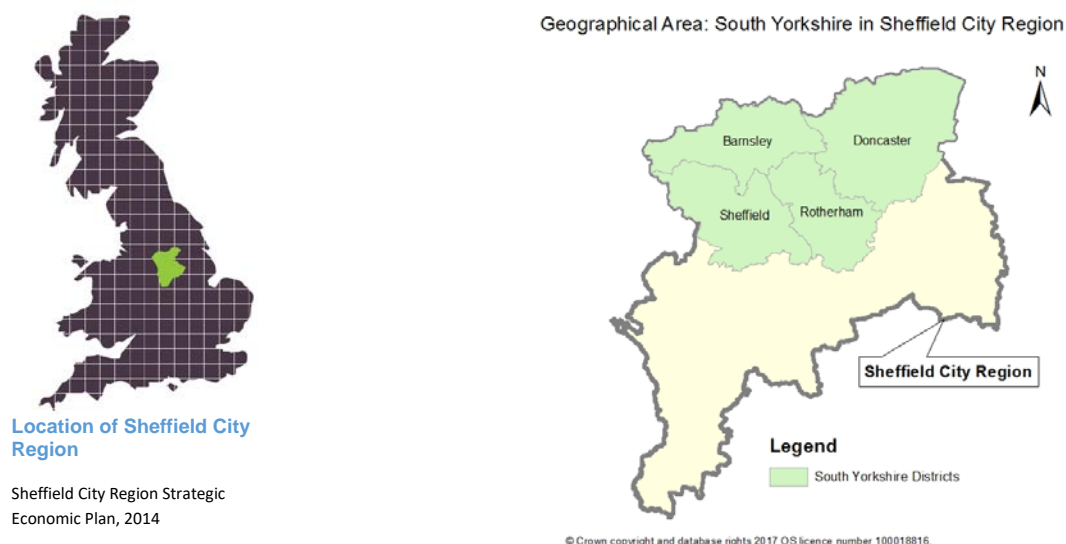 Location of Sheffield City
Region
Sheffield City Region Strategic
Economic Plan, 2014
Geographical Area: South Yorkshire in Sheffield City Region
N
Barnsley
Doncaster
Sheffield
Rotherham
Sheffield City Region
Legend
South Yorkshire Districts
© Crown copyright and database rights 2017 OS licence number 100018816.